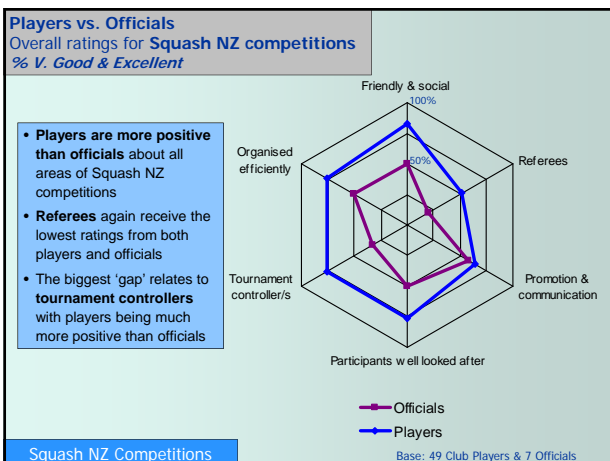 Players vs. Officials
Overall ratings for Squash NZ competitions
% V. Good & Excellent
• Players are more positive
than officials about all
areas of Squash NZ
competitions
• Referees again receive the
lowest ratings from both
players and officials
• The biggest ‘gap’ relates to
tournament controllers
with players being much
more positive than officials
Friendly & social
100%
50%
Organised
efficiently
Referees
Tournament
controller/s
Promotion &
communication
Participants well looked after
Officials
Players
Squash NZ Competitions
Base: 49 Club Players & 7 Officials